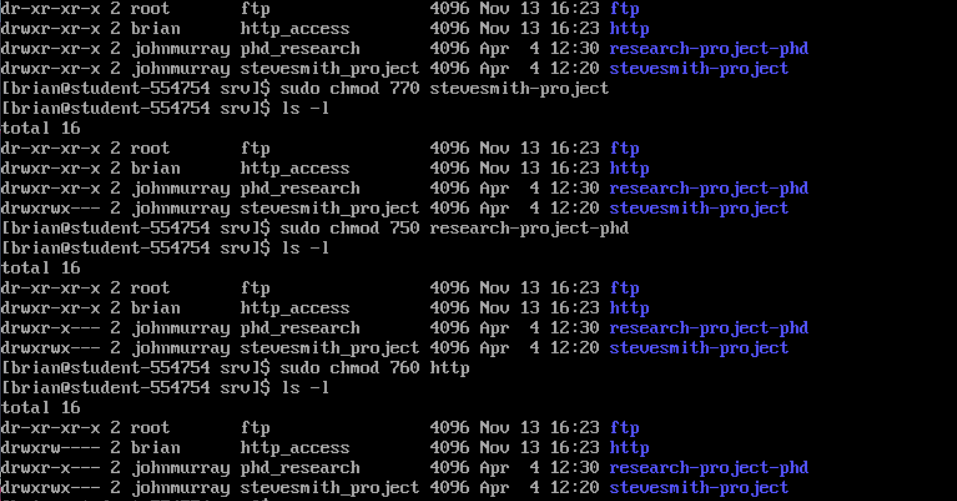 dr-xr-xr-x 2 root       ftp                4096 Nov 13 16:23 ftp
drwxr-xr-x 2 brian      http_access        4096 Nov 13 16:23 http
drwxr-xr-x 2 johnmurray phd_research       4096 Apr  4 12:30 research-project-phd
drwxr-xr-x 2 johnmurray stevesmith_project 4096 Apr  4 12:20 stevesmith-project
[brian@student-554754 srv]$ sudo chmod 770 stevesmith-project
[brian@student-554754 srv]$ ls -l
total 16
dr-xr-xr-x 2 root       ftp                4096 Nov 13 16:23 ftp
drwxr-xr-x 2 brian      http_access        4096 Nov 13 16:23 http
drwxr-xr-x 2 johnmurray phd_research       4096 Apr  4 12:30 research-project-phd
drwxrwx--- 2 johnmurray stevesmith_project 4096 Apr  4 12:20 stevesmith-project
[brian@student-554754 srv]$ sudo chmod 750 research-project-phd
[brian@student-554754 srv]$ ls -l
total 16
dr-xr-xr-x 2 root       ftp                4096 Nov 13 16:23 ftp
drwxr-xr-x 2 brian      http_access        4096 Nov 13 16:23 http
drwxr-x--- 2 johnmurray phd_research       4096 Apr  4 12:30 research-project-phd
drwxrwx--- 2 johnmurray stevesmith_project 4096 Apr  4 12:20 stevesmith-project
[brian@student-554754 srv]$ sudo chmod 760 http
[brian@student-554754 srv]$ ls -l
total 16
dr-xr-xr-x 2 root       ftp                4096 Nov 13 16:23 ftp
drwxrw---- 2 brian      http_access        4096 Nov 13 16:23 http
drwxr-x--- 2 johnmurray phd_research       4096 Apr  4 12:30 research-project-phd
drwxrwx--- 2 johnmurray stevesmith_project 4096 Apr  4 12:20 stevesmith-project